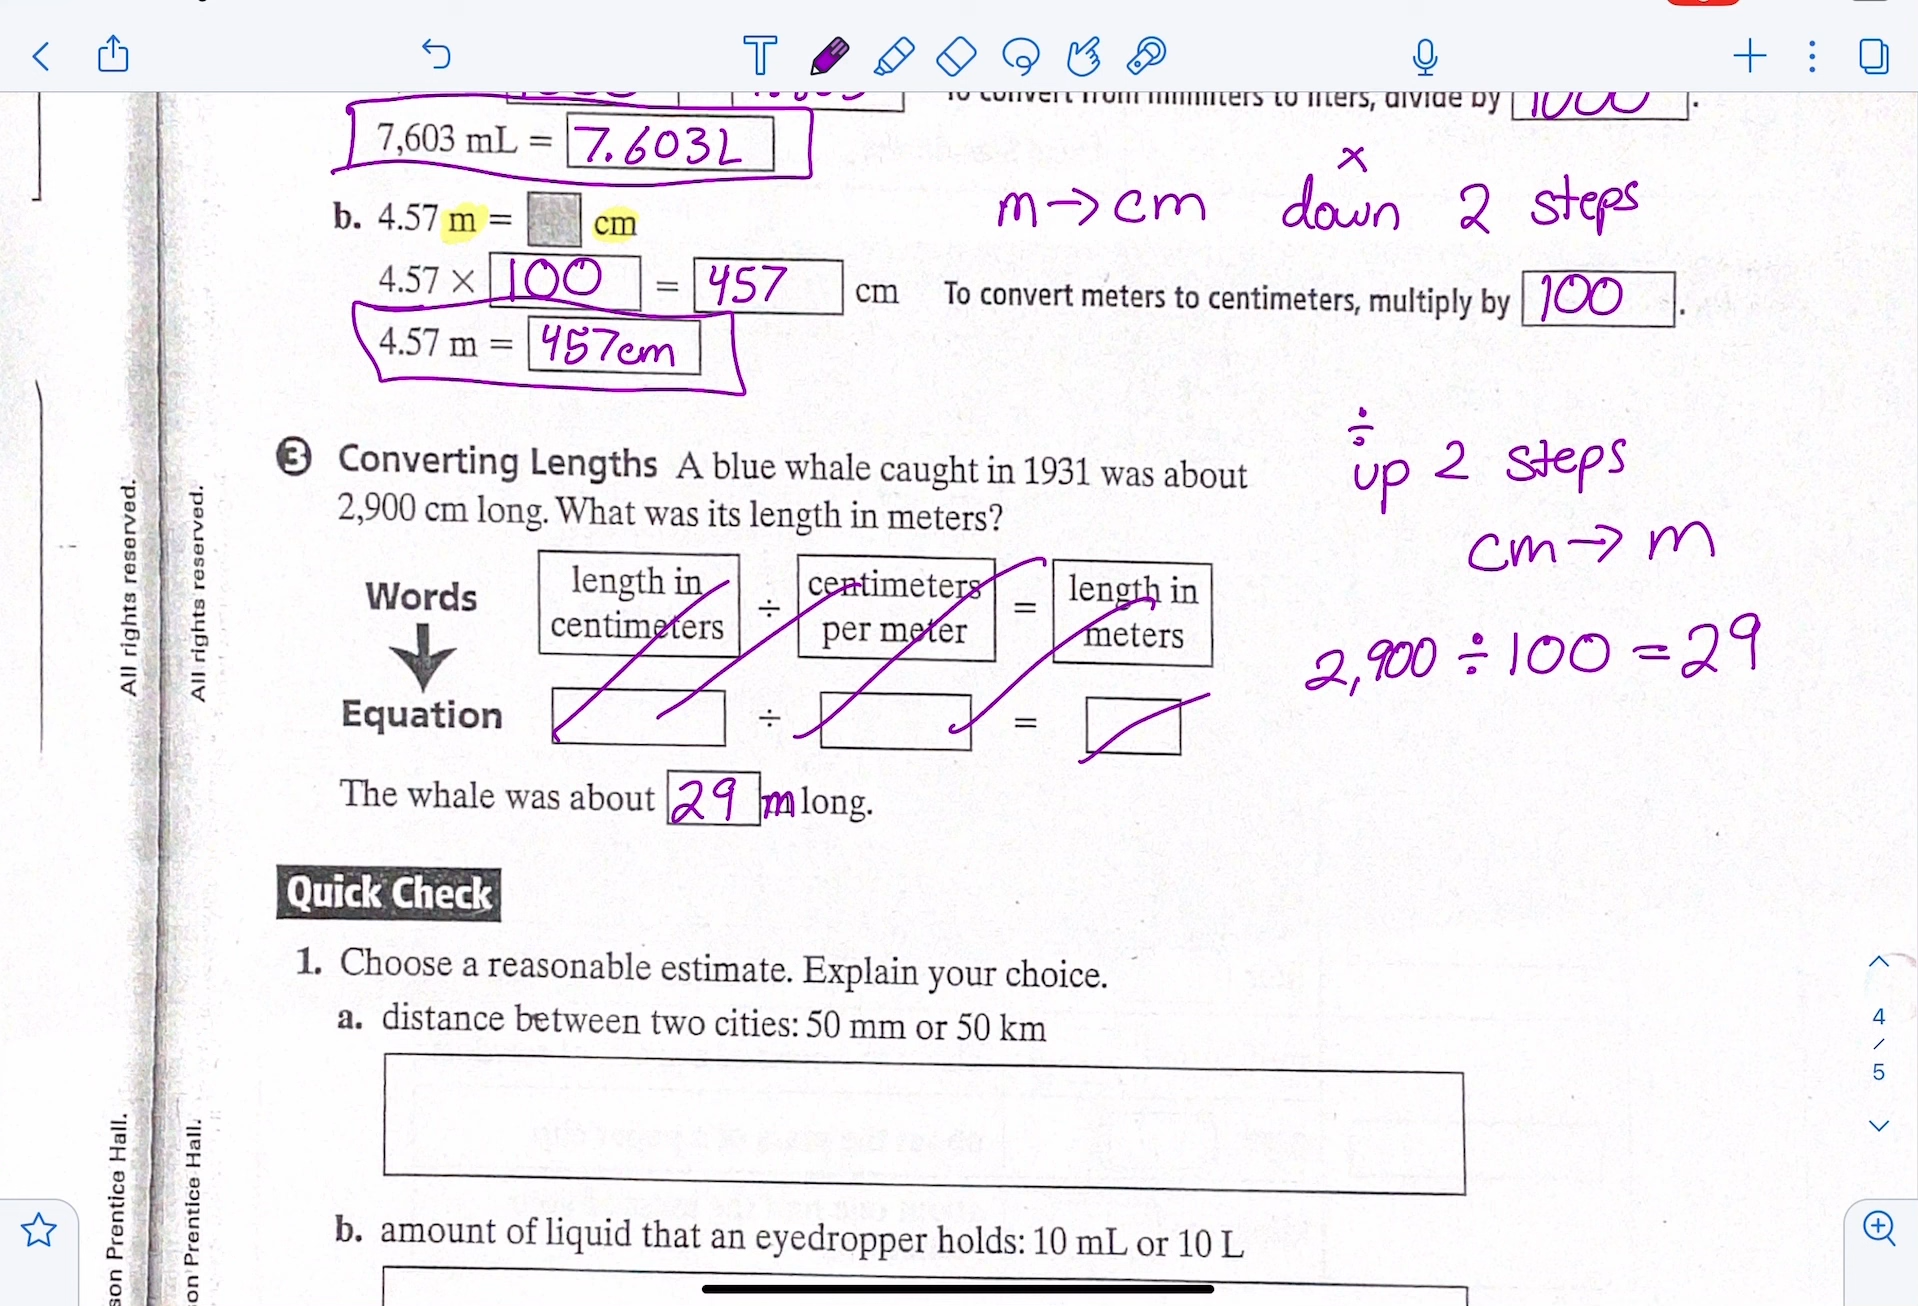 To convert from milliliters to liters, divide by 1000.
7,603 mL = 7.603L
x
m→cm down 2 steps
b. 4.57 m = cm
4.57 × 100 = 457 cm To convert meters to centimeters, multiply by 100.
4.57 m = 457cm
÷
up 2 steps
cm→m
3 Converting Lengths A blue whale caught in 1931 was about
2,900 cm long. What was its length in meters?
Words length in centimeters ÷ centimeters per meter = length in meters
2,900 ÷ 100 = 29
Equation ÷ =
The whale was about 29 m long.
Quick Check
1. Choose a reasonable estimate. Explain your choice.
a. distance between two cities: 50 mm or 50 km
b. amount of liquid that an eyedropper holds: 10 mL or 10 L
All rights reserved.
All rights reserved.
son Prentice Hall.
on Prentice Hall.
T
4
/
5